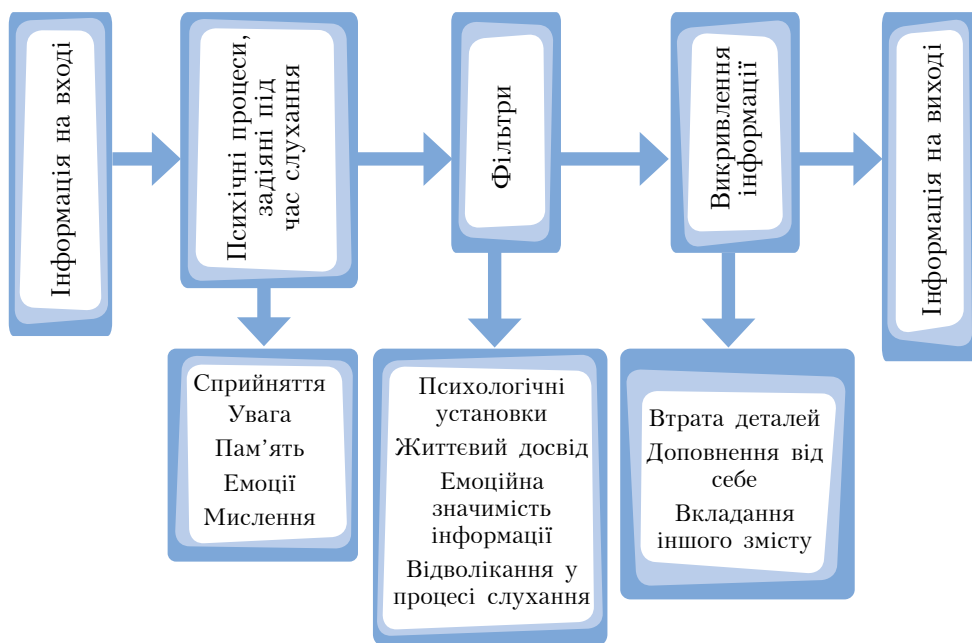 Інформація на вході
Психічні процеси,
задіяні під
час слухання
Фільтри
Викривлення
інформації
Інформація на виході
Сприйняття
Увага
Пам’ять
Емоції
Мислення
Психологічні
установки
Життєвий досвід
Емоційна
значимість
інформації
Відволікання у
процесі слухання
Втрата деталей
Доповнення від
себе
Вкладання
іншого змісту